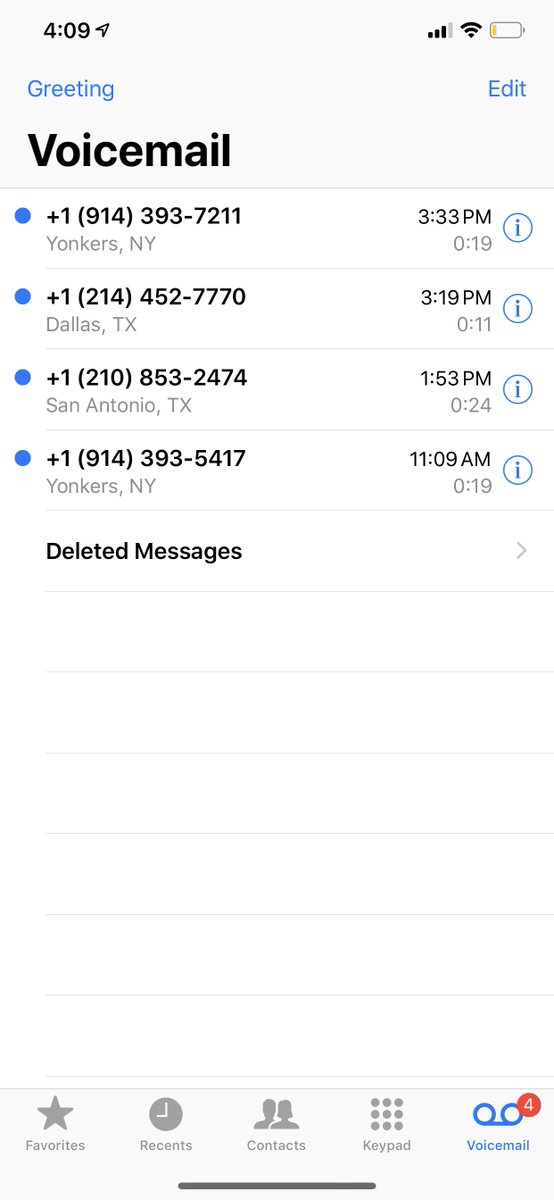 4:09
Greeting Edit
Voicemail
+1 (914) 393-7211 3:33 PM
Yonkers, NY 0:19
+1 (214) 452-7770 3:19 PM
Dallas, TX 0:11
+1 (210) 853-2474 1:53 PM
San Antonio, TX 0:24
+1 (914) 393-5417 11:09 AM
Yonkers, NY 0:19
Deleted Messages
4
Favorites Recents Contacts Keypad Voicemail